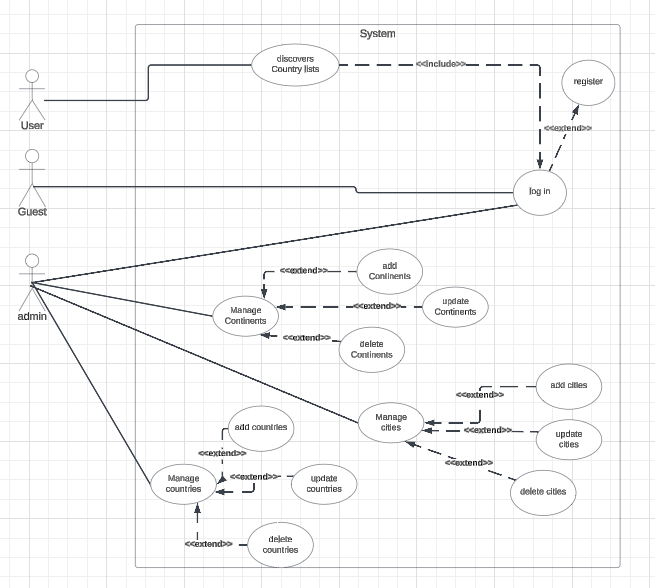 System
discovers
Country lists
<<include>>
register
User
<<extend>>
Guest
log in
admin
add
Continents
<<extend>>
Manage
Continents
<<extend>>
update
Continents
<<extend>>
delete
Continents
add cities
<<extend>>
Manage
cities
<<extend>>
update
cities
add countries
<<extend>>
<<extend>>
Manage
countries
<<extend>>
update
countries
delete cities
<<extend>>
delete
countries